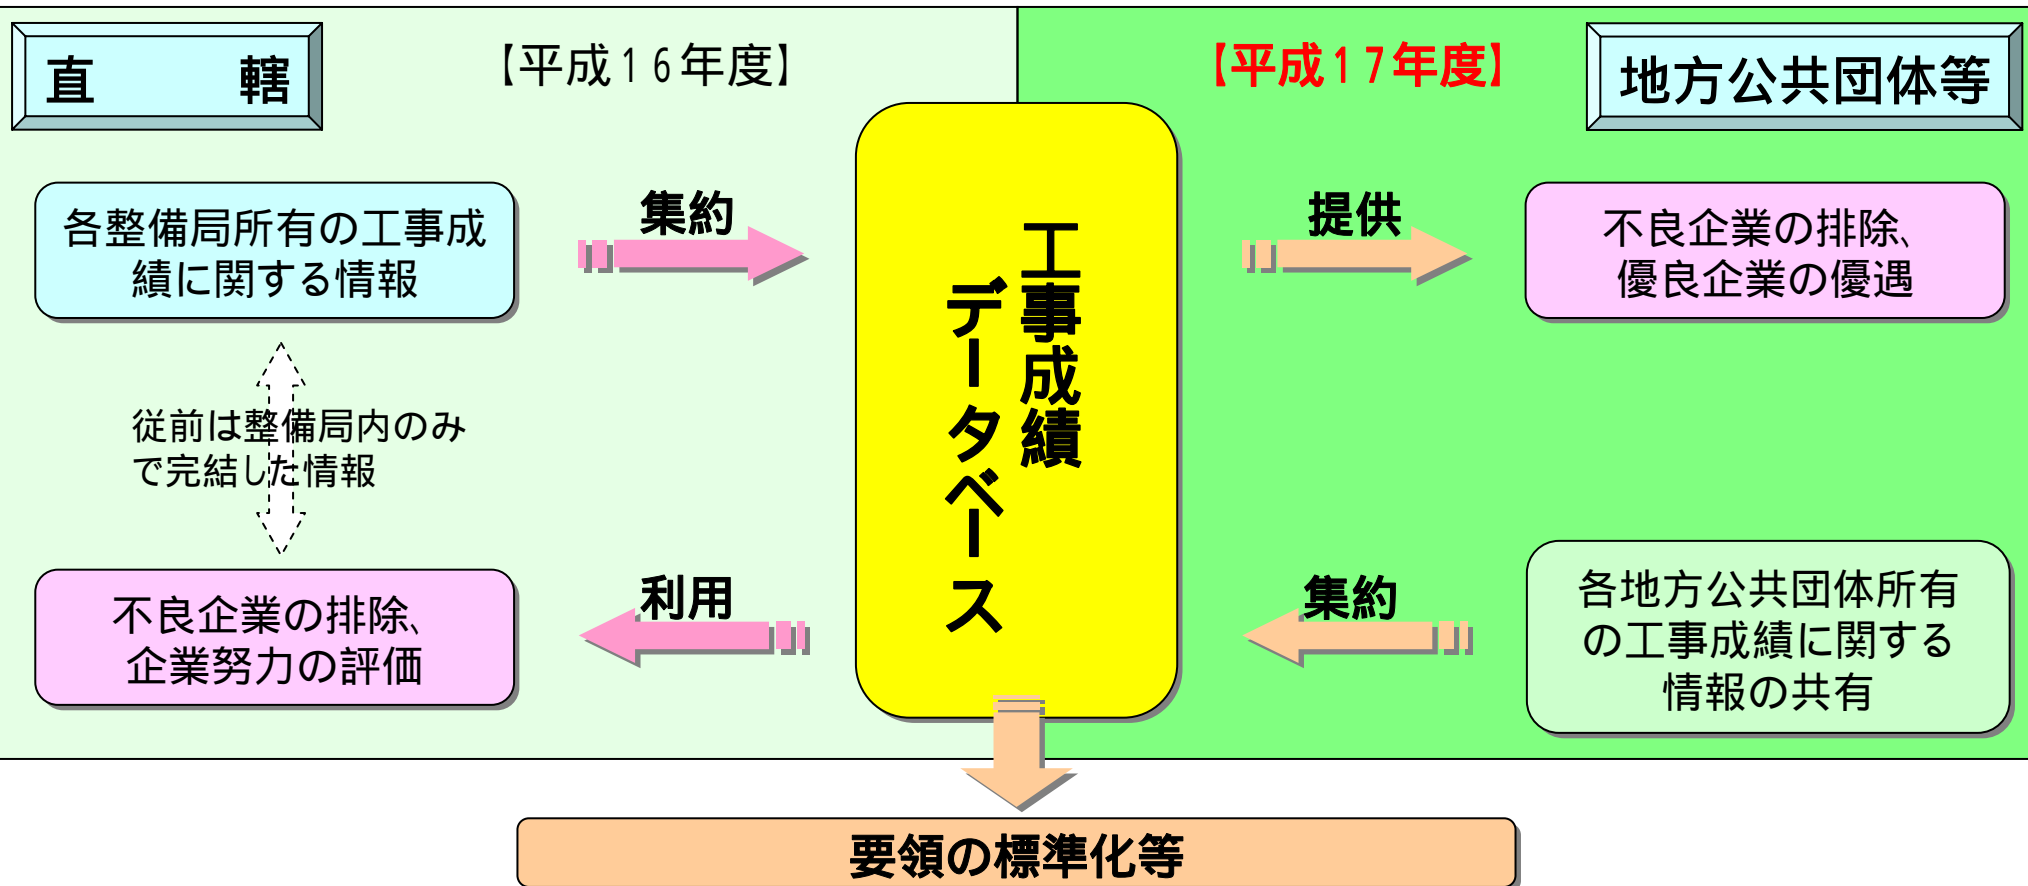 直　轄
【平成１６年度】
【平成１７年度】
地方公共団体等
各整備局所有の工事成
績に関する情報
集約
工事成績
データベース
提供
不良企業の排除、
優良企業の優遇
従前は整備局内のみ
で完結した情報
不良企業の排除、
企業努力の評価
利用
集約
各地方公共団体所有
の工事成績に関する
情報の共有
要領の標準化等